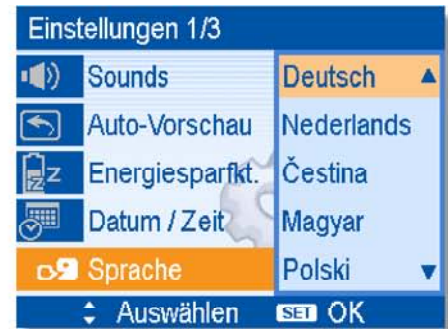 Einstellungen 1/3
Sounds
Auto-Vorschau
Energiesparfkt.
Datum / Zeit
Sprache
Deutsch
Nederlands
Čestina
Magyar
Polski
Auswählen SET OK